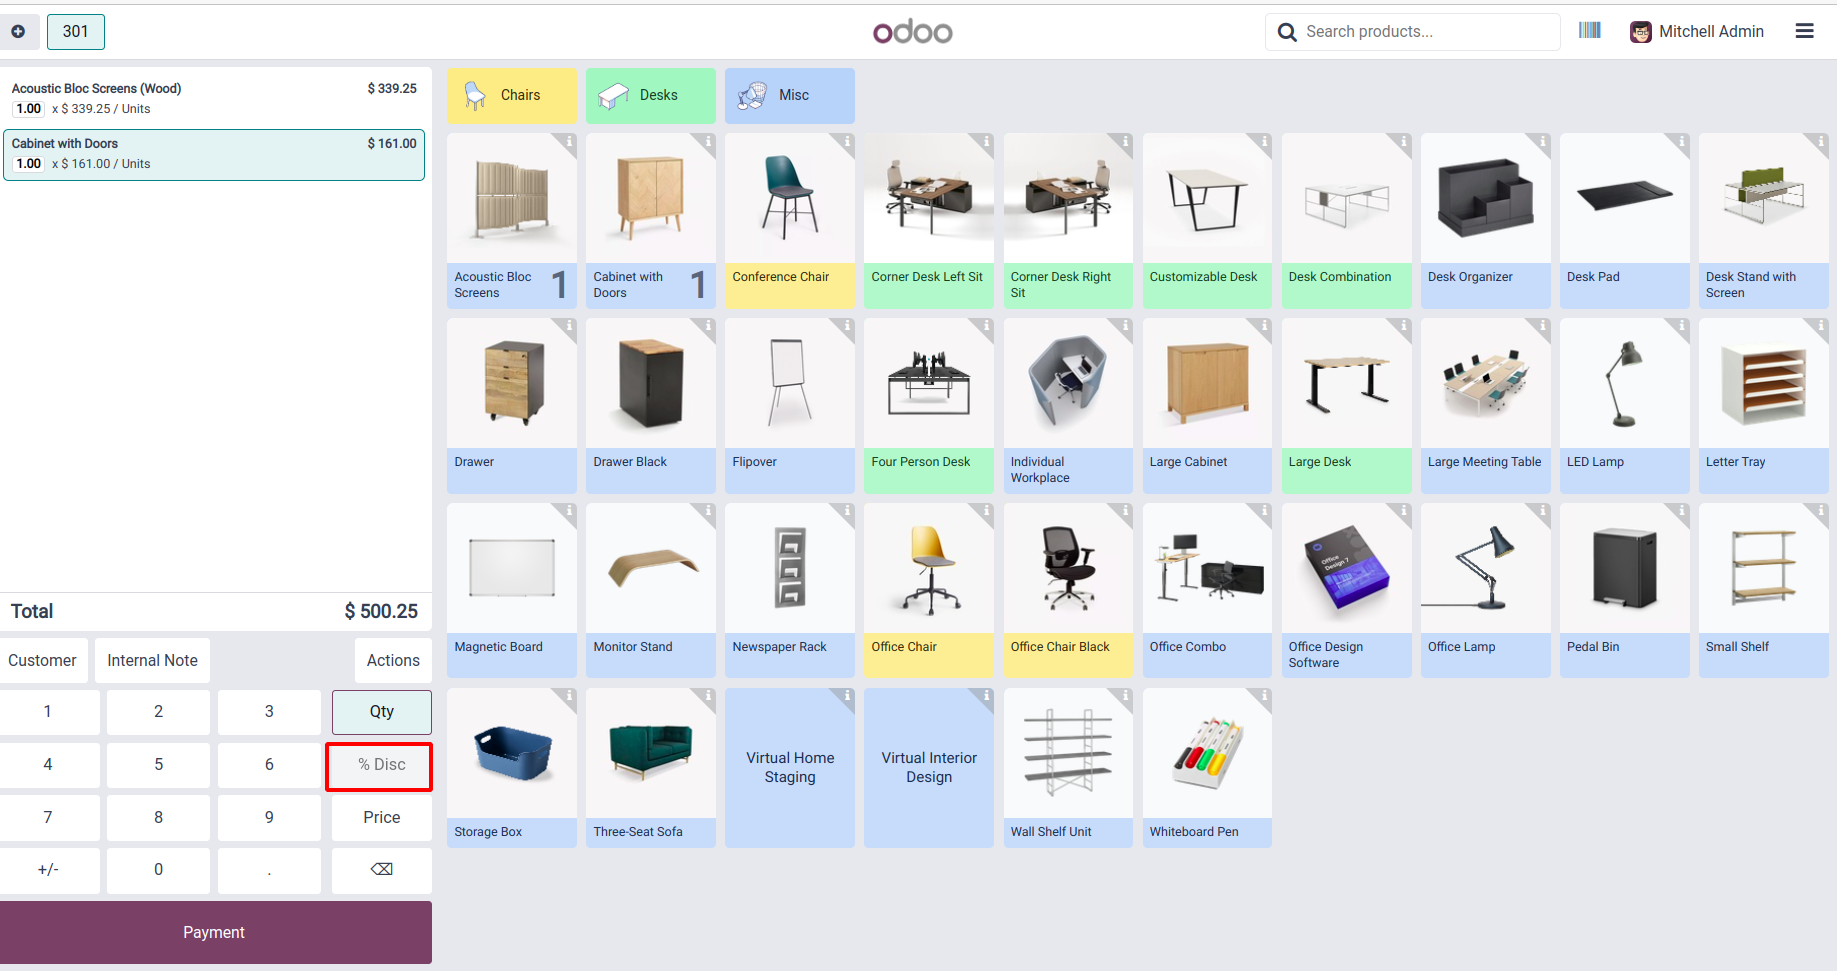 301
odoo
Search products...
Mitchell Admin
Acoustic Bloc Screens (Wood) $ 339.25
1.00 x $ 339.25 / Units
Cabinet with Doors $ 161.00
1.00 x $ 161.00 / Units
Total $ 500.25
Customer Internal Note Actions
1 2 3 Qty
4 5 6 % Disc
7 8 9 Price
+/- 0 .
Payment
Chairs Desks Misc
Acoustic Bloc
Screens
1
Cabinet with
Doors
1
Conference Chair
Corner Desk Left Sit
Corner Desk Right
Sit
Customizable Desk
Desk Combination
Desk Organizer
Desk Pad
Desk Stand with
Screen
Drawer
Drawer Black
Flipover
Four Person Desk
Individual
Workplace
Large Cabinet
Large Desk
Large Meeting Table
LED Lamp
Letter Tray
Magnetic Board
Monitor Stand
Newspaper Rack
Office Chair
Office Chair Black
Office Combo
Office
Design 7
Office Design
Software
Office Lamp
Pedal Bin
Small Shelf
Storage Box
Three-Seat Sofa
Virtual Home
Staging
Virtual Interior
Design
Wall Shelf Unit
Whiteboard Pen